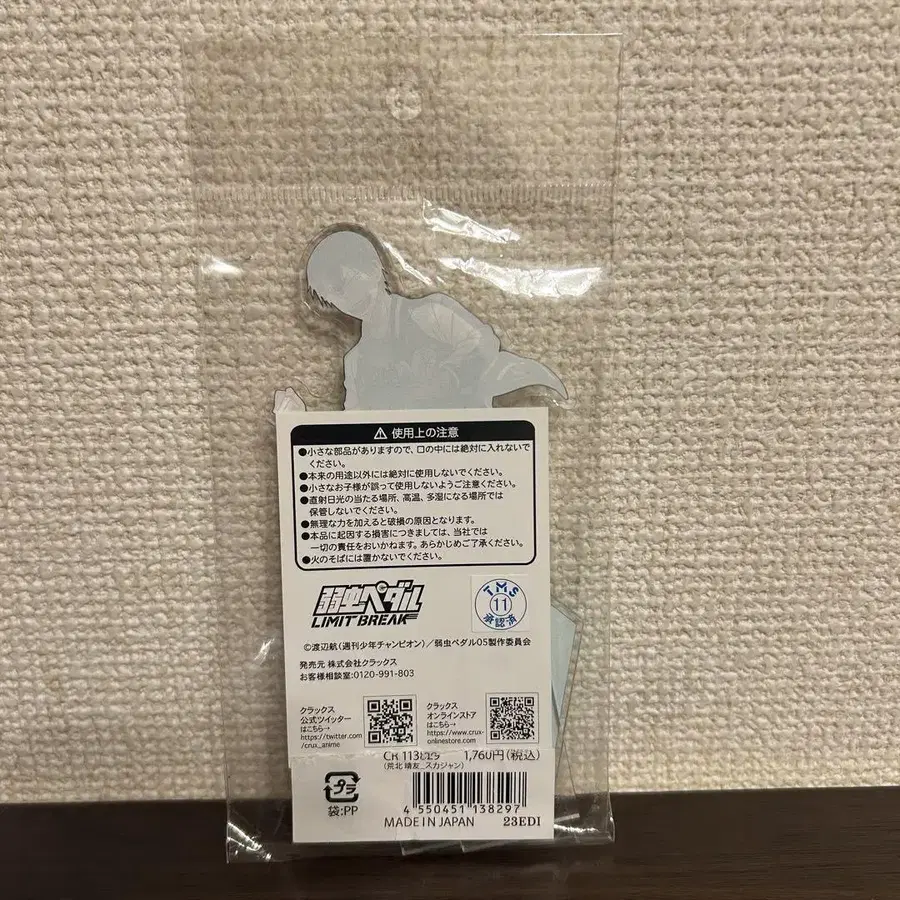 ⚠ 使用上の注意
●小さな部品がありますので、口の中には絶対に入れないで
ください。
●本来の用途以外には絶対に使用しないでください。
●小さなお子様が誤って使用しないようご注意ください。
●直射日光の当たる場所、高温、多湿になる場所では
保管しないでください。
●無理な力を加えると破損の原因となります。
●本品に起因する損害につきましては、当社では
一切の責任をおいかねます。あらかじめご了承ください。
●火のそばには置かないでください。
弱虫ペダル
LIMIT BREAK
TMS
11
承認済
©渡辺航(週刊少年チャンピオン)/弱虫ペダル05製作委員会
発売元 株式会社クラックス
お客様相談室:0120-991-803
クラックス
公式ツイッター
はこちら→
https://twitter.com
/crux_anime
クラックス
オンラインストア
はこちら→
https://www.crux-
onlinestore.com
CR 113829 1,760円(税込)
(荒北 靖友_スカジャン)
プラ
袋:PP
4 550451 138297
MADE IN JAPAN 23EDI